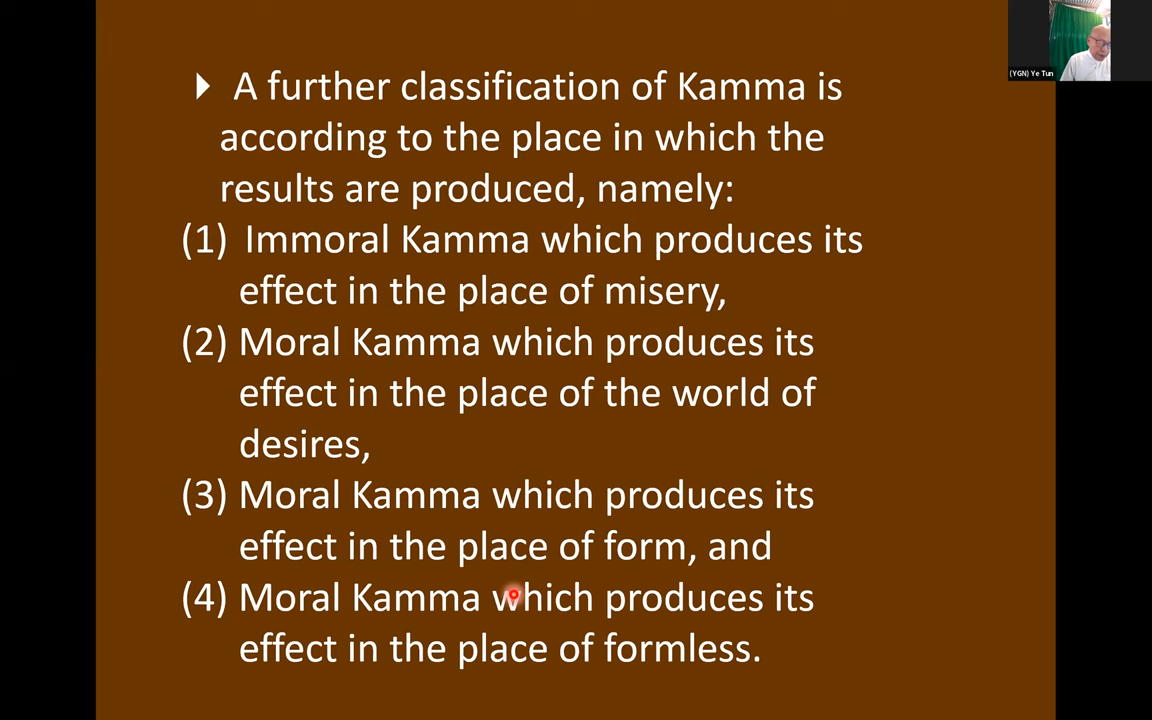 A further classification of Kamma is
according to the place in which the
results are produced, namely:
(1) Immoral Kamma which produces its
effect in the place of misery,
(2) Moral Kamma which produces its
effect in the place of the world of
desires,
(3) Moral Kamma which produces its
effect in the place of form, and
(4) Moral Kamma which produces its
effect in the place of formless.
(YGN) Ye Tun